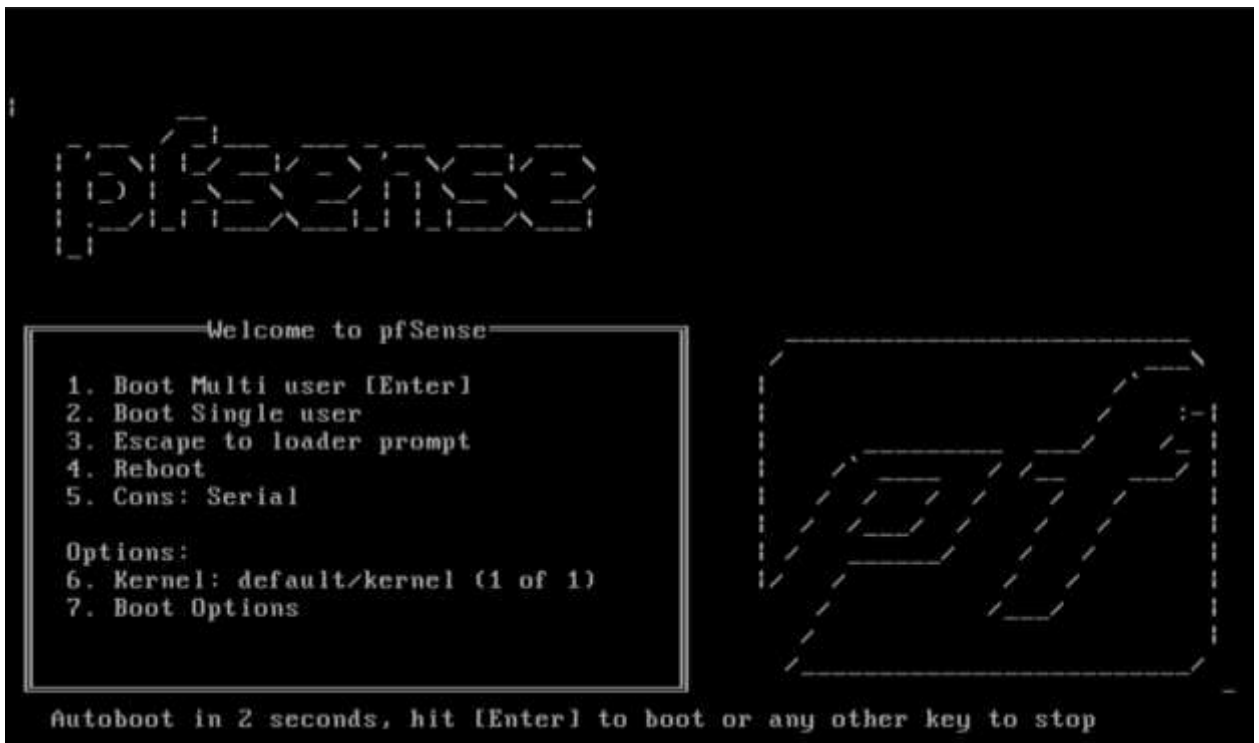 pfsense
Welcome to pfSense
1. Boot Multi user [Enter]
2. Boot Single user
3. Escape to loader prompt
4. Reboot
5. Cons: Serial
Options:
6. Kernel: default/kernel (1 of 1)
7. Boot Options
pf
Autoboot in 2 seconds, hit [Enter] to boot or any other key to stop